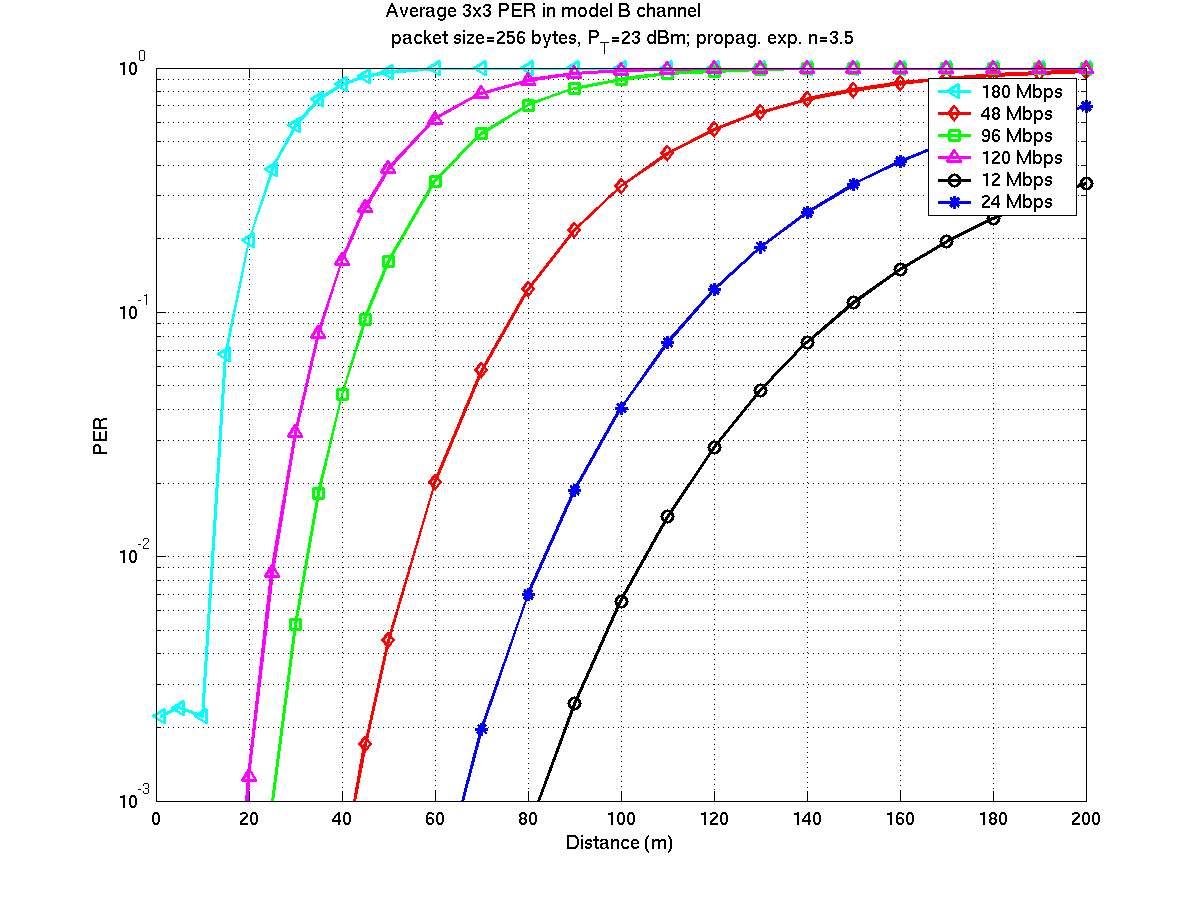 Average 3x3 PER in model B channel
packet size=256 bytes, P_T=23 dBm; propag. exp. n=3.5
10^0
180 Mbps
48 Mbps
96 Mbps
120 Mbps
12 Mbps
24 Mbps
10^-1
PER
10^-2
10^-3
0 20 40 60 80 100 120 140 160 180 200
Distance (m)